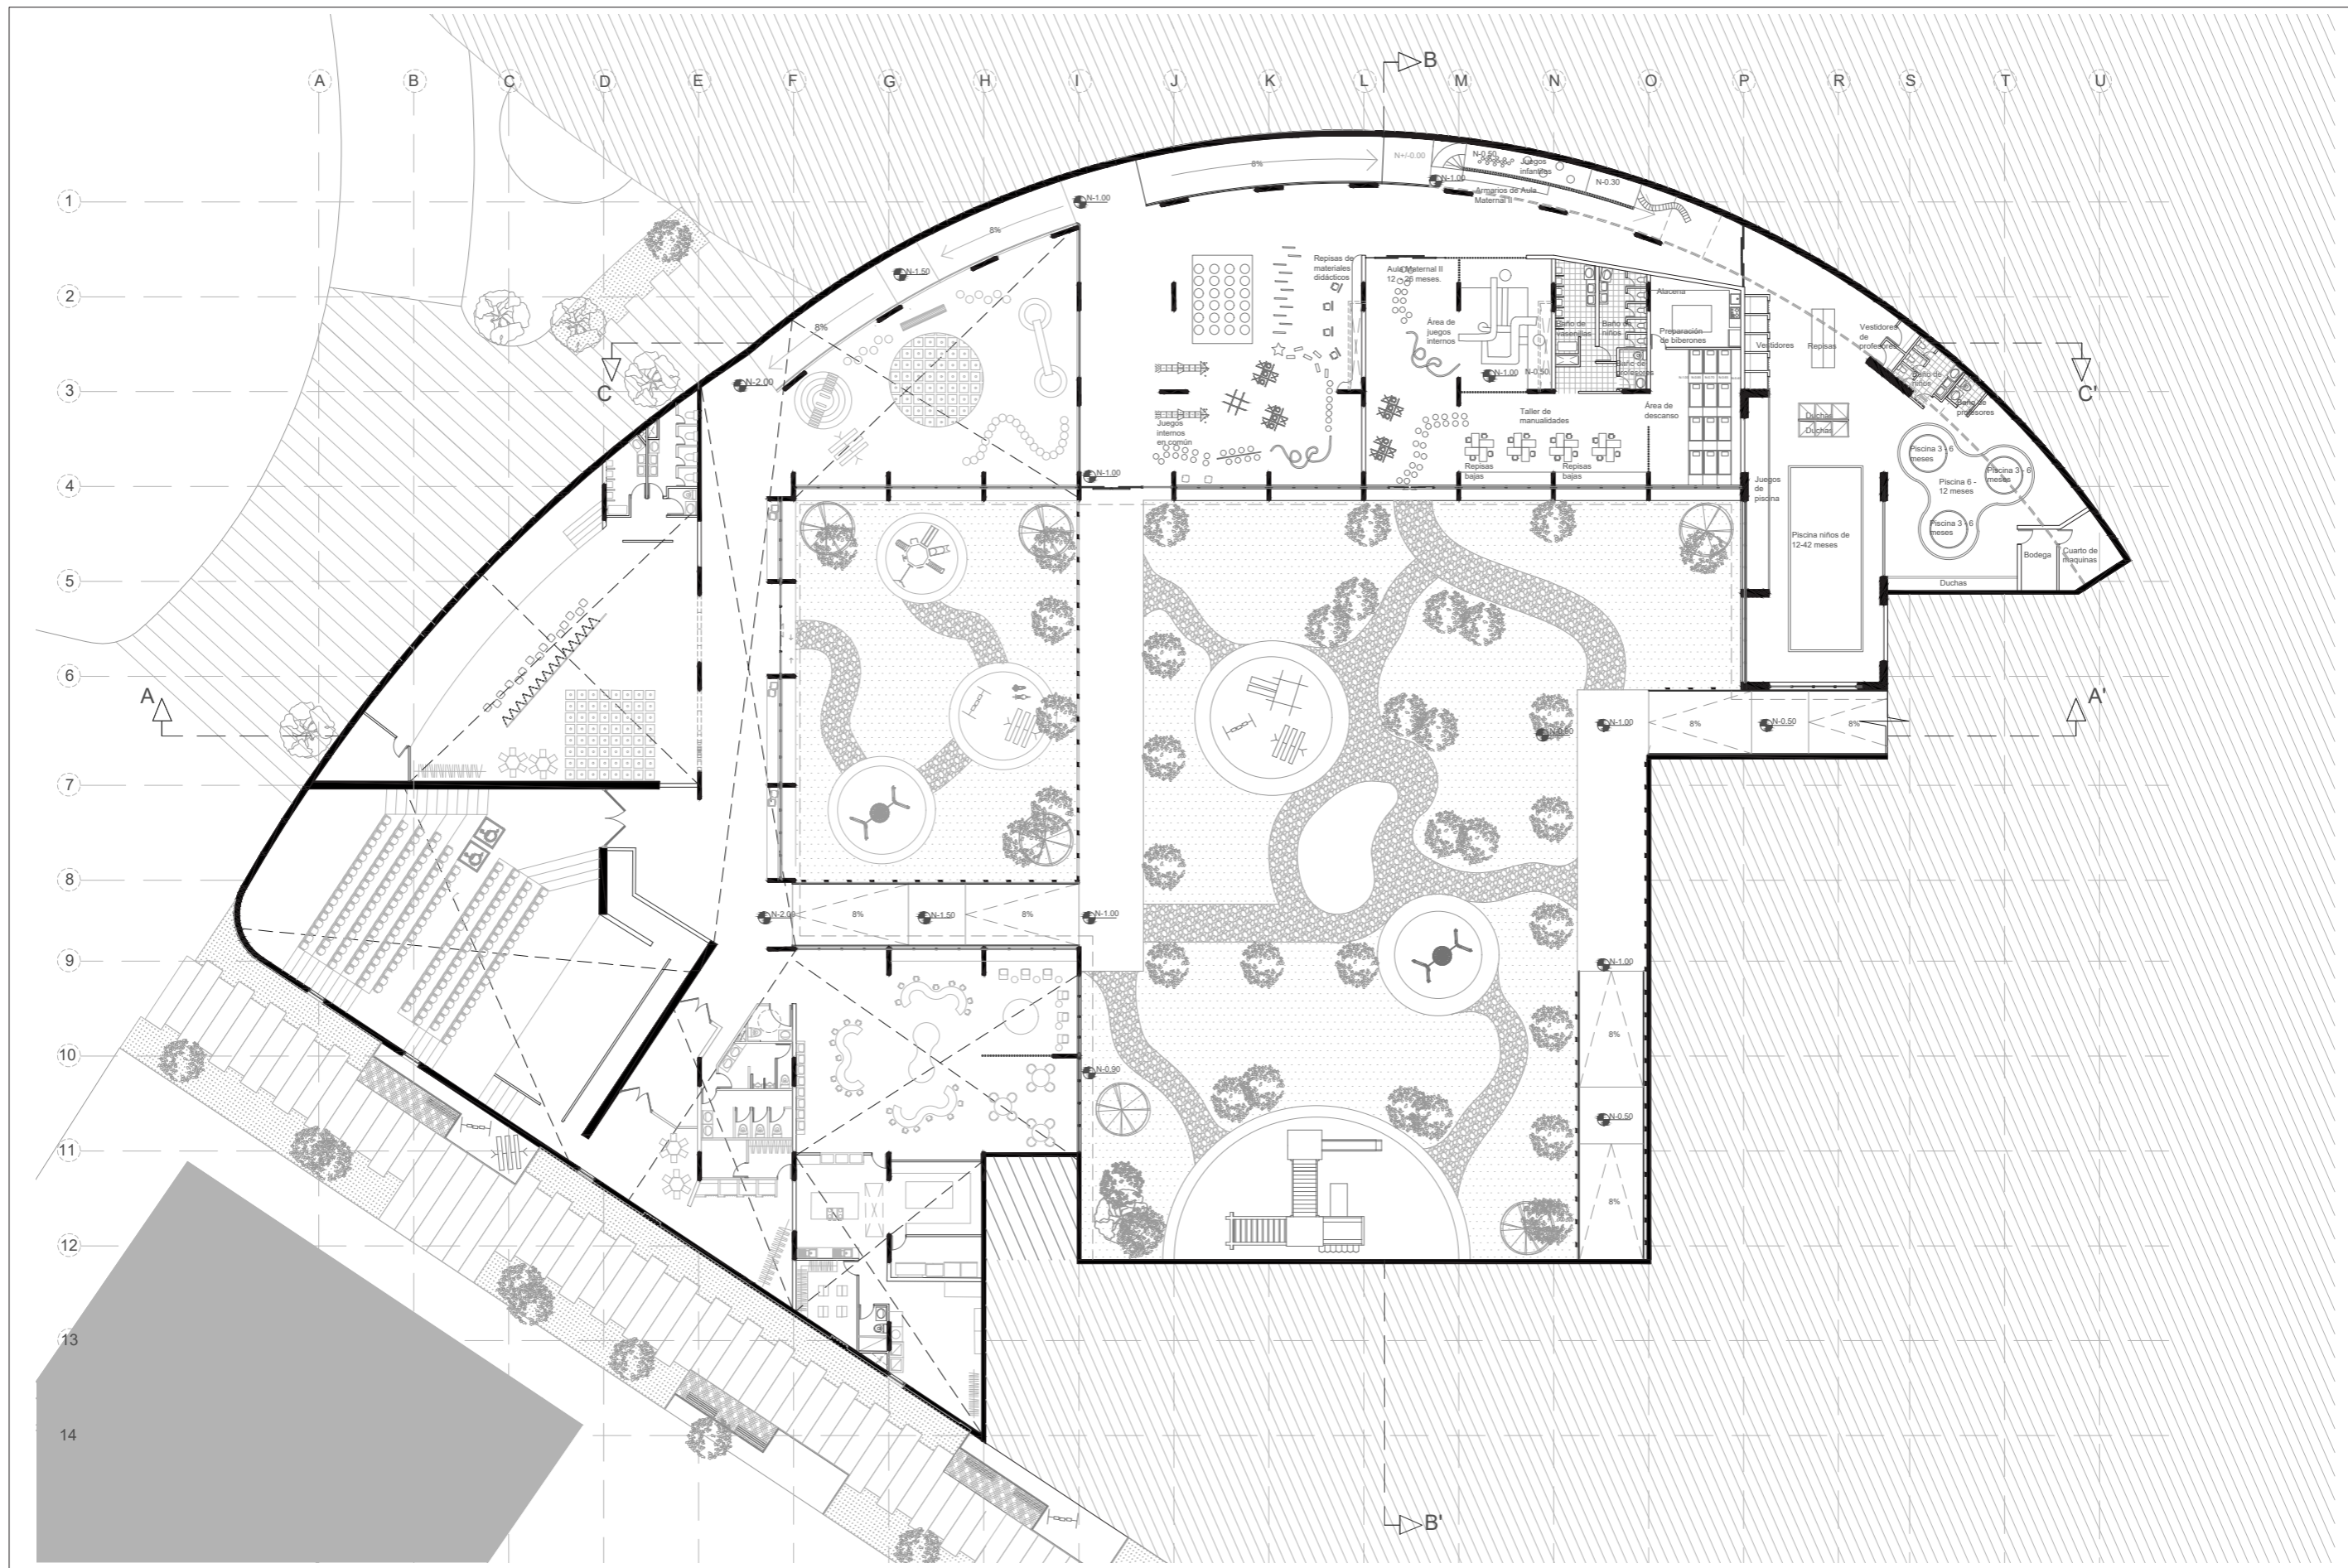 B
A
B
C
D
E
F
G
H
I
J
K
L
M
N
O
P
R
S
T
U
8%
N+/-0.00
N-0.50
Juegos
infantiles
N-0.30
N-1.00
Armarios de Aula
Maternal II
1
N-1.00
8%
N-1.50
Repisas de
materiales
didácticos
Aula Maternal II
12 - 26 meses.
2
8%
Alacena
Área de
juegos
internos
Baño de
vasenillas
Baño de
niños
Preparación
de biberones
Vestidores
Repisas
Vestidores
de
profesores
C
N-2.00
N-1.00
N-0.50
profesores
Baño de
niños
C'
3
Baño de
profesores
Juegos
internos
en común
Taller de
manualidades
Área de
descanso
Duchas
Duchas
Piscina 3 - 6
meses
Repisas
bajas
Repisas
bajas
4
N-1.00
Juegos
de
piscina
Piscina 3 - 6
meses
Piscina 6 -
12 meses
Piscina 3 - 6
meses
Piscina niños de
12-42 meses
Bodega
Cuarto de
maquinas
5
Duchas
6
A
A'
N-1.00
8%
N-0.50
8%
7
8
N-2.00
8%
N-1.50
8%
N-1.00
9
N-1.00
10
8%
N-0.90
N-0.50
11
8%
12
13
14
B'